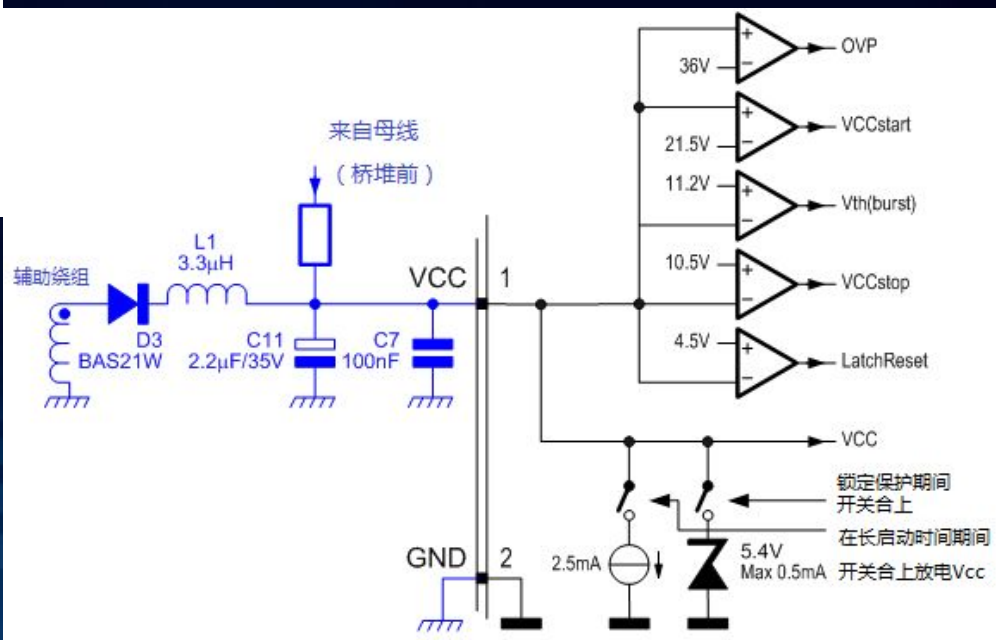 来自母线
（桥堆前）
辅助绕组
L1
3.3μH
D3
BAS21W
C11
2.2μF/35V
C7
100nF
VCC
1
GND
2
+
−
36V
OVP
+
−
21.5V
VCCstart
+
−
11.2V
Vth(burst)
+
−
10.5V
VCCstop
+
−
4.5V
LatchReset
VCC
锁定保护期间
开关合上
在长启动时间期间
开关合上放电Vcc
2.5mA
5.4V
Max 0.5mA